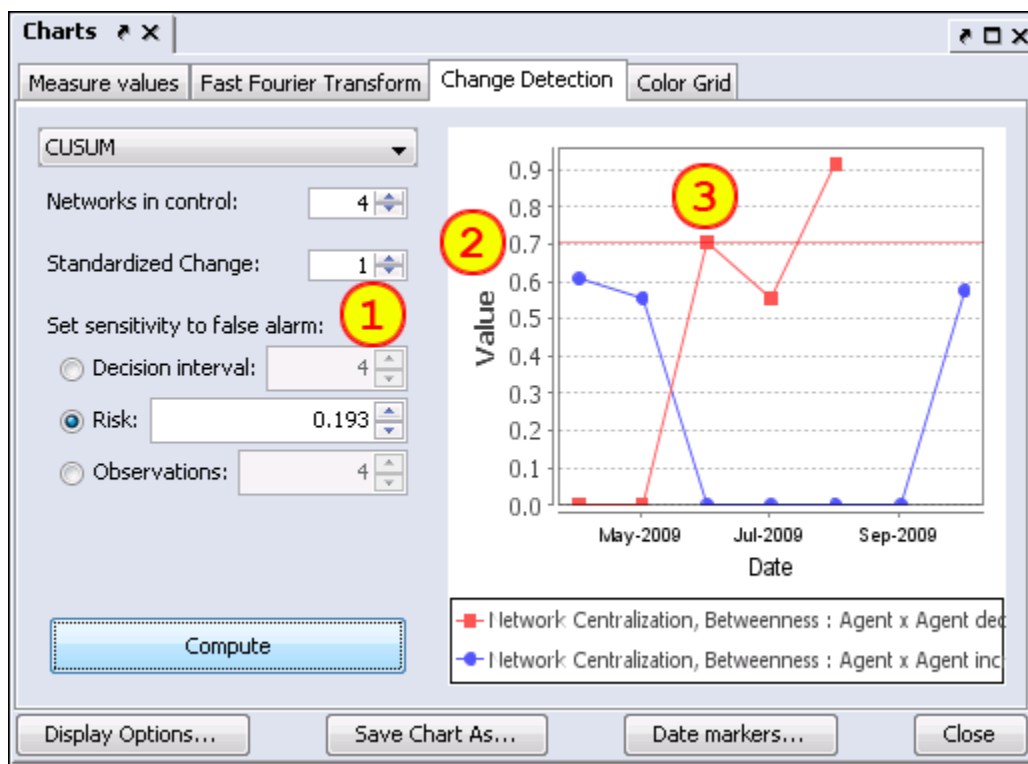 Charts
Measure values Fast Fourier Transform Change Detection Color Grid
CUSUM
Networks in control: 4
Standardized Change: 1
Set sensitivity to false alarm:
1
Decision interval: 4
Risk: 0.193
Observations: 4
Compute
2
3
Value
0.9
0.8
0.7
0.6
0.5
0.4
0.3
0.2
0.1
0.0
May-2009 Jul-2009 Sep-2009
Date
Network Centralization, Betweenness : Agent x Agent dec
Network Centralization, Betweenness : Agent x Agent inc
Display Options... Save Chart As... Date markers... Close